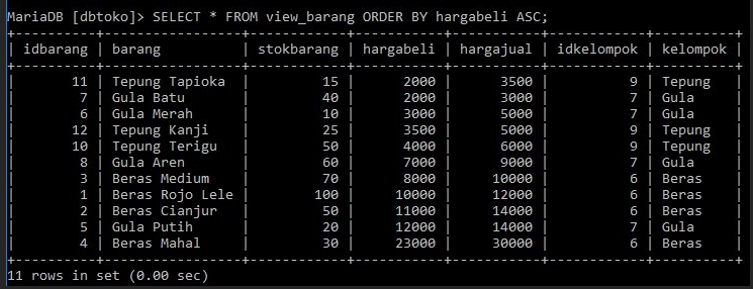 MariaDB [dbtoko]> SELECT * FROM view_barang ORDER BY hargabeli ASC;
+----------+-----------------+------------+-----------+-----------+------------+----------+
| idbarang | barang          | stokbarang | hargabeli | hargajual | idkelompok | kelompok |
+----------+-----------------+------------+-----------+-----------+------------+----------+
|       11 | Tepung Tapioka  |         15 |      2000 |      3500 |          9 | Tepung   |
|        7 | Gula Batu       |         40 |      2000 |      3000 |          7 | Gula     |
|        6 | Gula Merah      |         10 |      3000 |      5000 |          7 | Gula     |
|       12 | Tepung Kanji    |         25 |      3500 |      5000 |          9 | Tepung   |
|       10 | Tepung Terigu   |         50 |      4000 |      6000 |          9 | Tepung   |
|        8 | Gula Aren       |         60 |      7000 |      9000 |          7 | Gula     |
|        3 | Beras Medium    |         70 |      8000 |     10000 |          6 | Beras    |
|        1 | Beras Rojo Lele |        100 |     10000 |     12000 |          6 | Beras    |
|        2 | Beras Cianjur   |         50 |     11000 |     14000 |          6 | Beras    |
|        5 | Gula Putih      |         20 |     12000 |     14000 |          7 | Gula     |
|        4 | Beras Mahal     |         30 |     23000 |     30000 |          6 | Beras    |
+----------+-----------------+------------+-----------+-----------+------------+----------+
11 rows in set (0.00 sec)